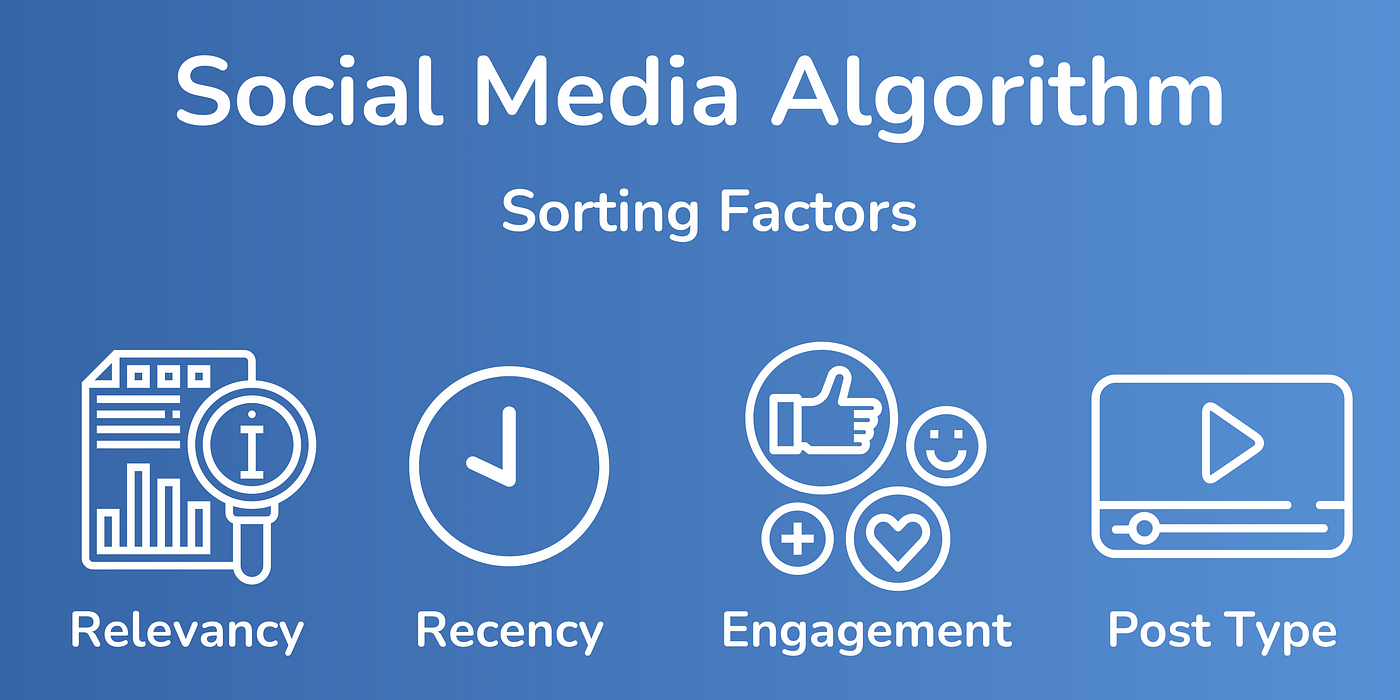 Social Media Algorithm
Sorting Factors
i
Relevancy
Recency
Engagement
Post Type